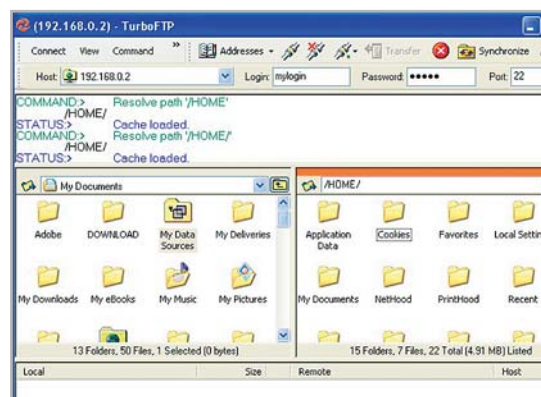 (192.168.0.2) - TurboFTP
Connect View Command » Addresses Transfer Synchronize
Host: 192.168.0.2 Login: mylogin Password: ●●●●● Port: 22
COMMAND:> Resolve path '/HOME'
/HOME/
STATUS:> Cache loaded.
COMMAND:> Resolve path '/HOME/'
/HOME/
STATUS:> Cache loaded.
My Documents
/HOME/
Adobe DOWNLOAD My Data Sources My Deliveries
Application Data Cookies Favorites Local Settin
My Downloads My eBooks My Music My Pictures
My Documents NetHood PrintHood Recent
13 Folders, 50 Files, 1 Selected (0 bytes)
15 Folders, 7 Files, 22 Total (4.91 MB) Listed
Local Size Remote Host